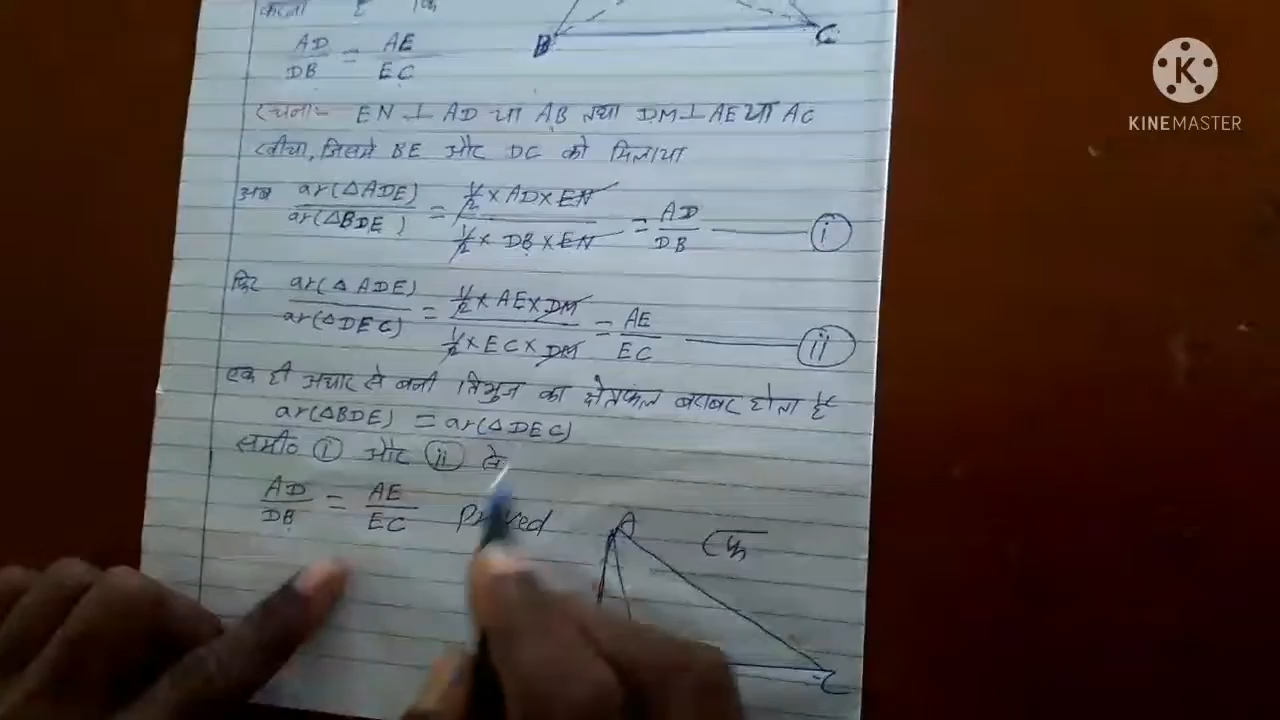 करना है कि
AD/DB = AE/EC
B C
रचना:- EN ⊥ AD या AB तथा DM ⊥ AE या AC
खींचा, जिसमें BE और DC को मिलाया
अब ar(△ADE)/ar(△BDE) = ½ × AD × EN / ½ × DB × EN = AD/DB —— (i)
फिर ar(△ADE)/ar(△DEC) = ½ × AE × DM / ½ × EC × DM = AE/EC —— (ii)
एक ही अधार से बनी त्रिभुज का क्षेत्रफल बराबर होता है
ar(△BDE) = ar(△DEC)
समी० (i) और (ii) से
AD/DB = AE/EC Proved
A
C
KINEMASTER